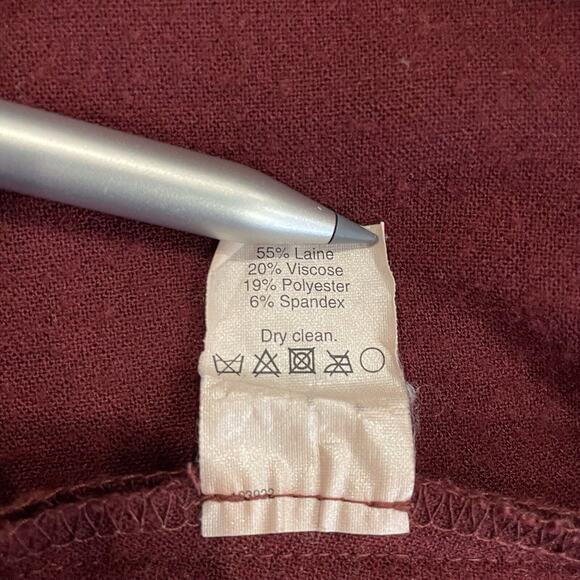 55% Laine
20% Viscose
19% Polyester
6% Spandex
Dry clean.